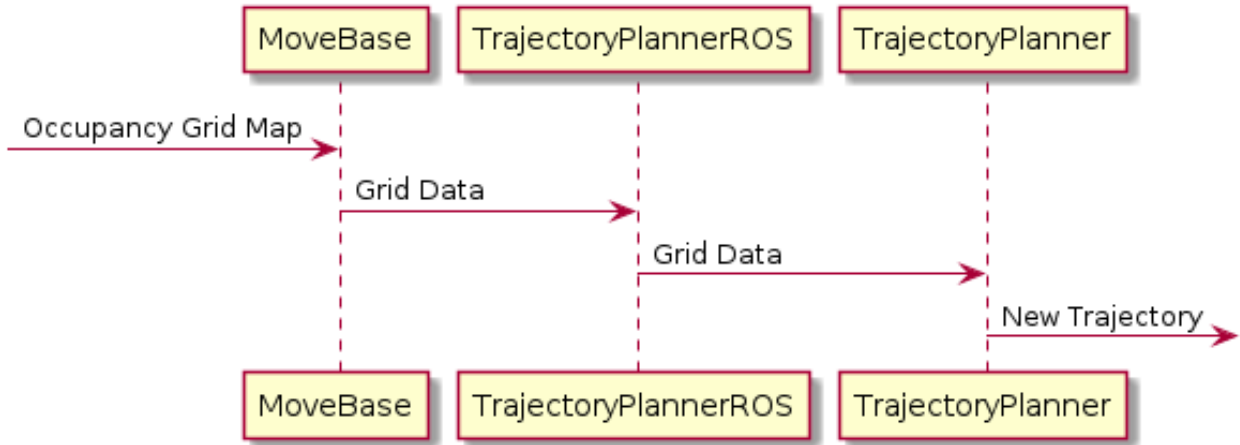 MoveBase TrajectoryPlannerROS TrajectoryPlanner
Occupancy Grid Map
Grid Data
Grid Data
New Trajectory
MoveBase TrajectoryPlannerROS TrajectoryPlanner